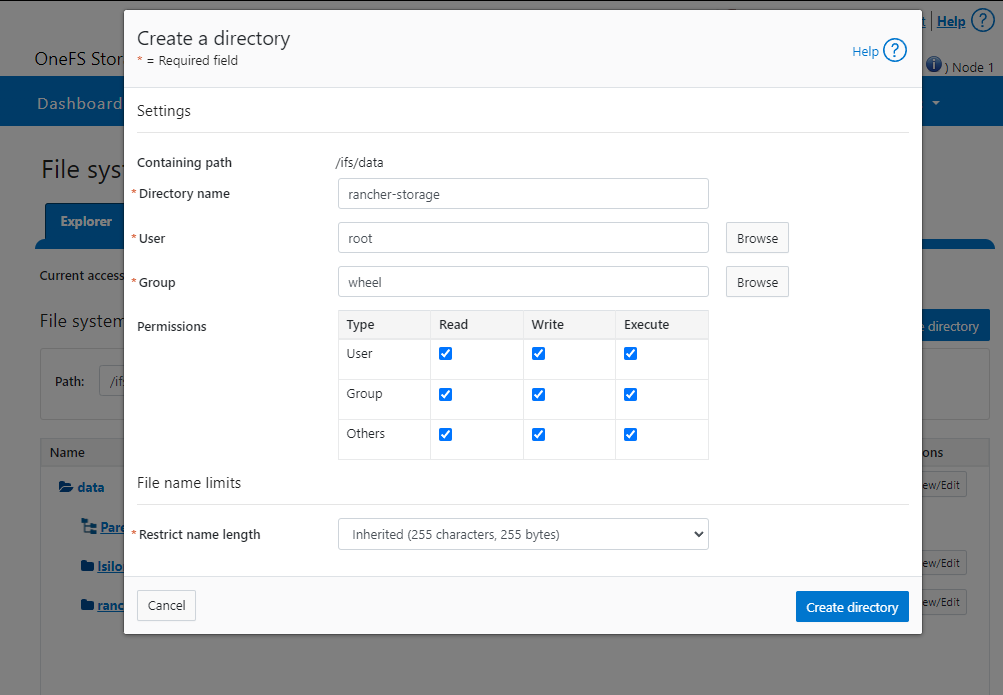 Create a directory
* = Required field
Help ?
Help ?
OneFS Stor
) Node 1
Dashboard
Settings
File sys
Containing path /ifs/data
* Directory name rancher-storage
Explorer
* User root Browse
Current access
* Group wheel Browse
File system
Permissions
Type Read Write Execute
directory
User
Path: /ifs
Group
Others
Name
File name limits
data
ew/Edit
Pare
* Restrict name length Inherited (255 characters, 255 bytes)
Isilo
ew/Edit
ranc
ew/Edit
Cancel Create directory